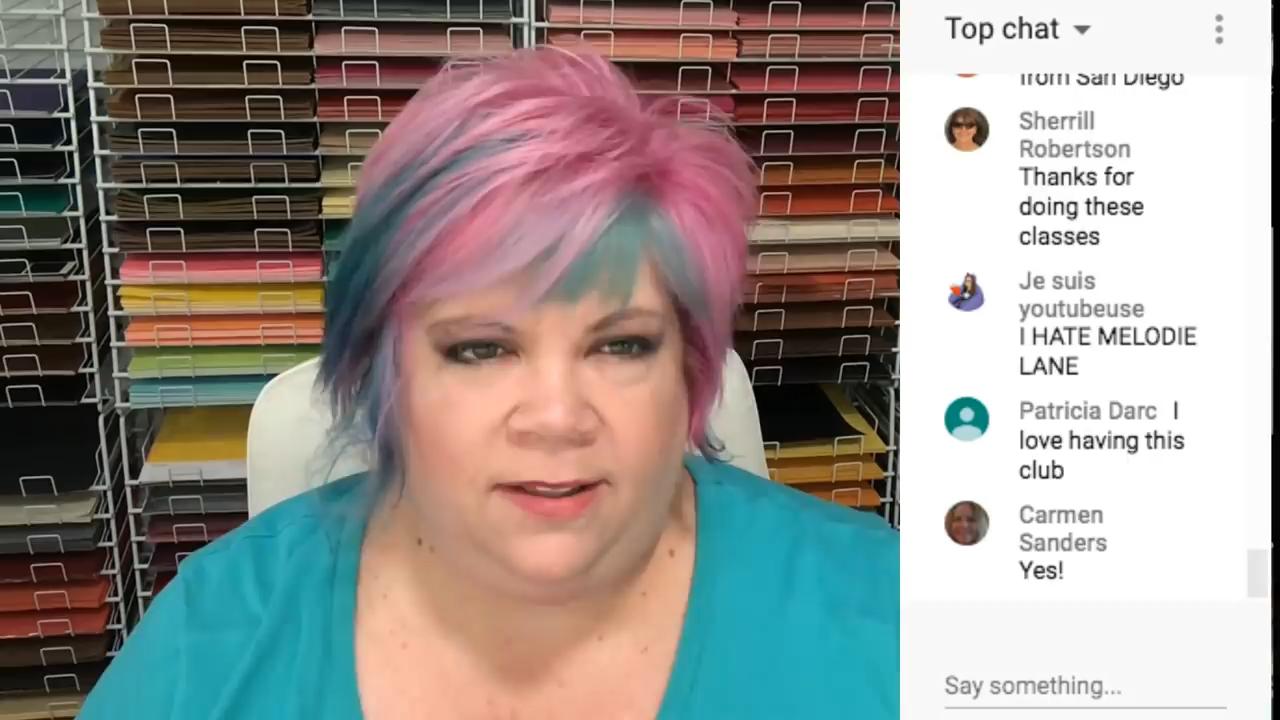 Top chat
from San Diego
Sherrill
Robertson
Thanks for
doing these
classes
Je suis
youtubeuse
I HATE MELODIE
LANE
Patricia Darc I
love having this
club
Carmen
Sanders
Yes!
Say something...